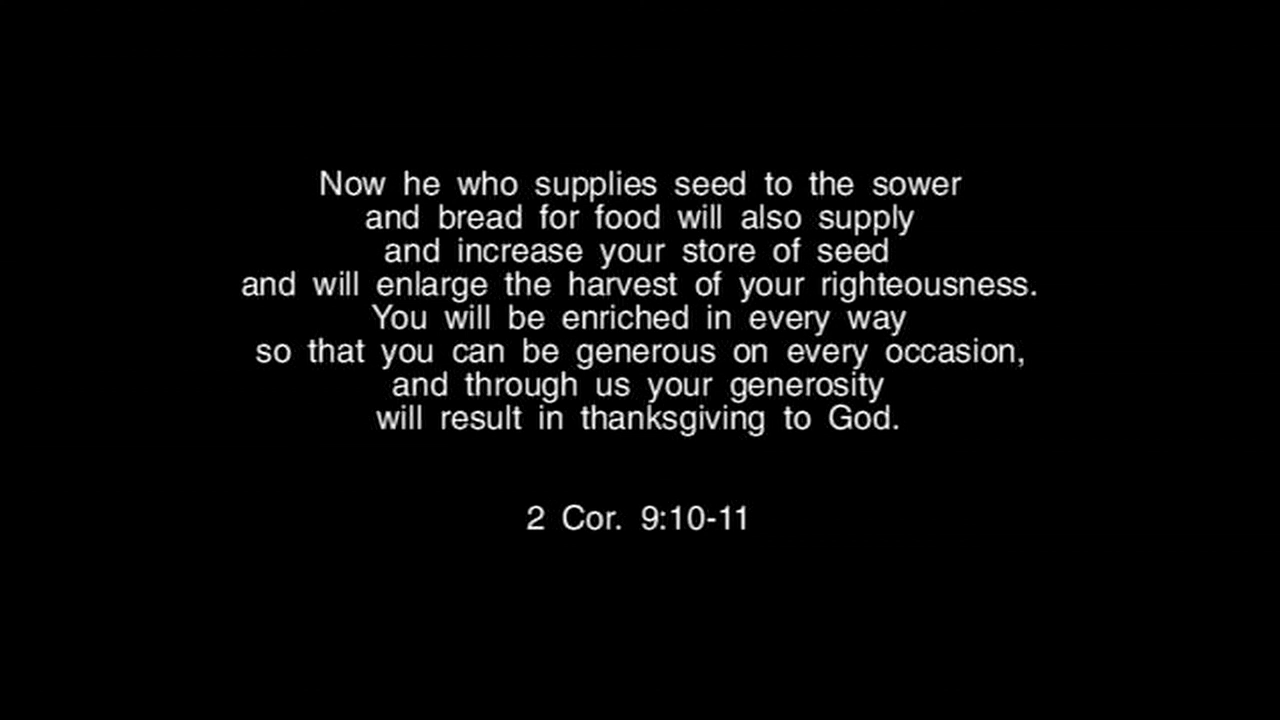 Now he who supplies seed to the sower
and bread for food will also supply
and increase your store of seed
and will enlarge the harvest of your righteousness.
You will be enriched in every way
so that you can be generous on every occasion,
and through us your generosity
will result in thanksgiving to God.
2 Cor. 9:10-11